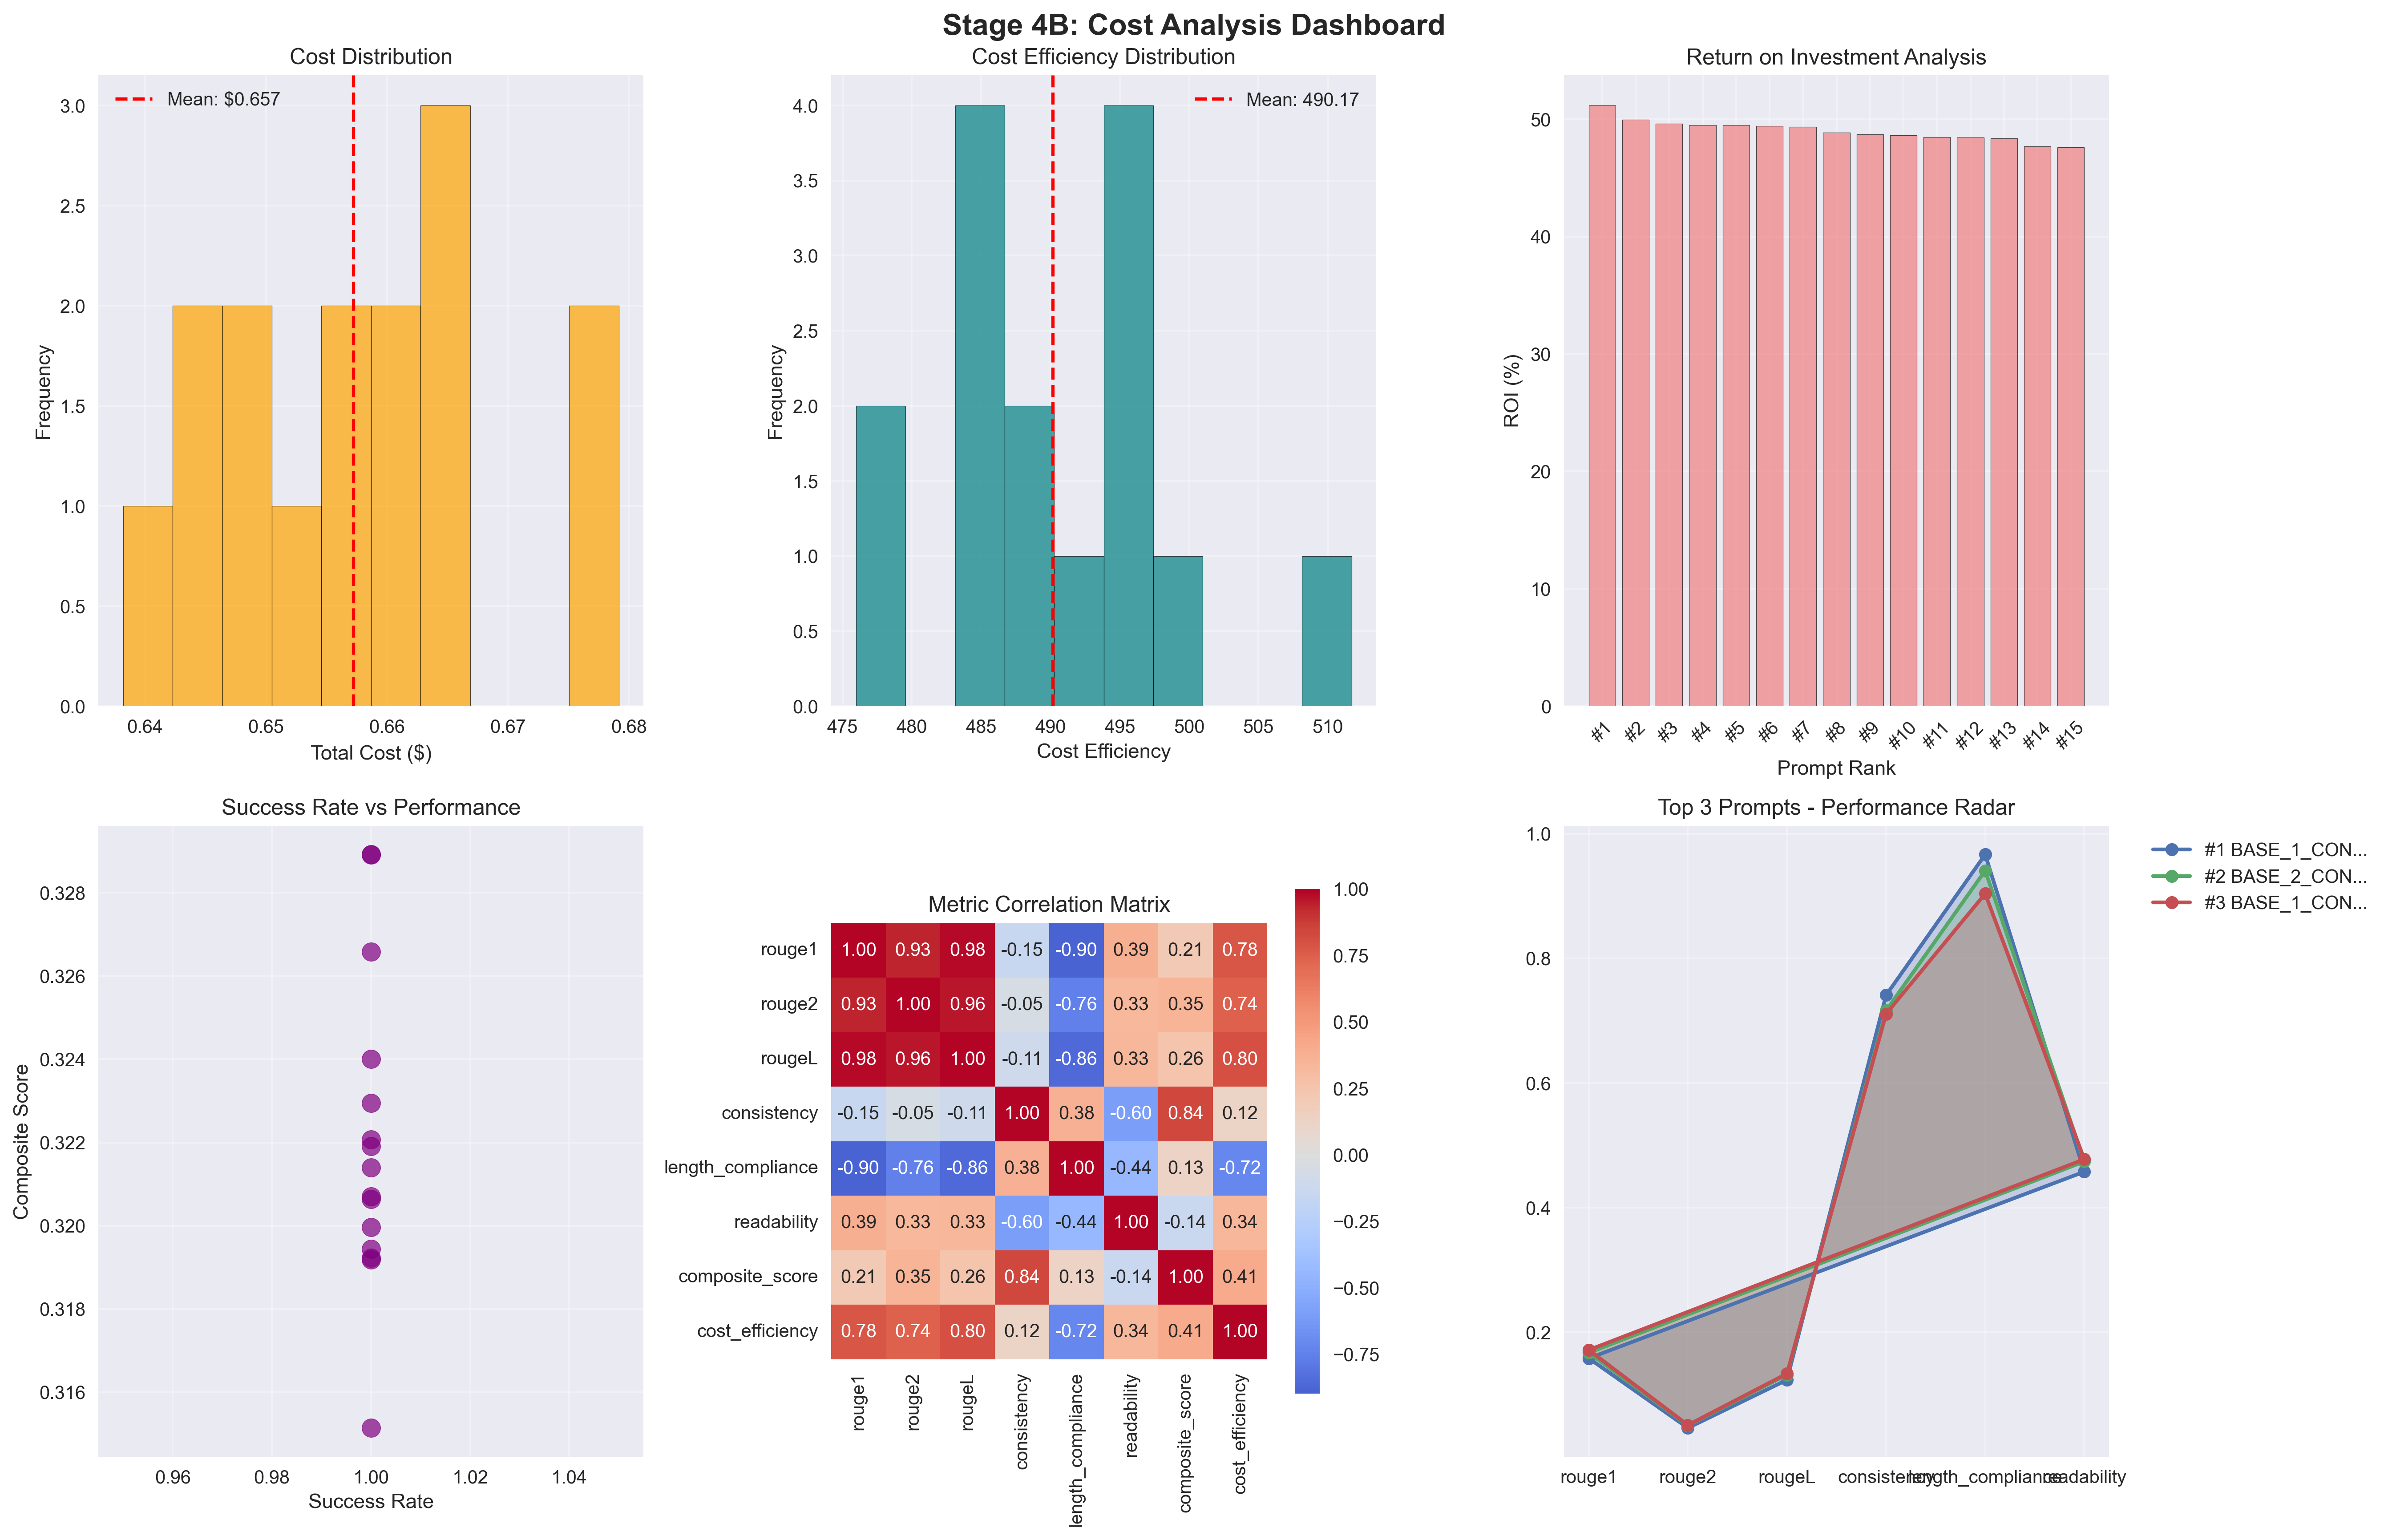 Stage 4B: Cost Analysis Dashboard
Cost Distribution
Mean: $0.657
Frequency
3.0
2.5
2.0
1.5
1.0
0.5
0.0
0.64 0.65 0.66 0.67 0.68
Total Cost ($)
Cost Efficiency Distribution
Mean: 490.17
Frequency
4.0
3.5
3.0
2.5
2.0
1.5
1.0
0.5
0.0
475 480 485 490 495 500 505 510
Cost Efficiency
Return on Investment Analysis
ROI (%)
50
40
30
20
10
0
#1 #2 #3 #4 #5 #6 #7 #8 #9 #10 #11 #12 #13 #14 #15
Prompt Rank
Success Rate vs Performance
Composite Score
0.328
0.326
0.324
0.322
0.320
0.318
0.316
0.96 0.98 1.00 1.02 1.04
Success Rate
Metric Correlation Matrix
rouge1 1.00 0.93 0.98 -0.15 -0.90 0.39 0.21 0.78
rouge2 0.93 1.00 0.96 -0.05 -0.76 0.33 0.35 0.74
rougeL 0.98 0.96 1.00 -0.11 -0.86 0.33 0.26 0.80
consistency -0.15 -0.05 -0.11 1.00 0.38 -0.60 0.84 0.12
length_compliance -0.90 -0.76 -0.86 0.38 1.00 -0.44 0.13 -0.72
readability 0.39 0.33 0.33 -0.60 -0.44 1.00 -0.14 0.34
composite_score 0.21 0.35 0.26 0.84 0.13 -0.14 1.00 0.41
cost_efficiency 0.78 0.74 0.80 0.12 -0.72 0.34 0.41 1.00
rouge1 rouge2 rougeL consistency length_compliance readability composite_score cost_efficiency
1.00
0.75
0.50
0.25
0.00
−0.25
−0.50
−0.75
Top 3 Prompts - Performance Radar
1.0
0.8
0.6
0.4
0.2
rouge1 rouge2 rougeL consistency length_compliance readability
#1 BASE_1_CON...
#2 BASE_2_CON...
#3 BASE_1_CON...